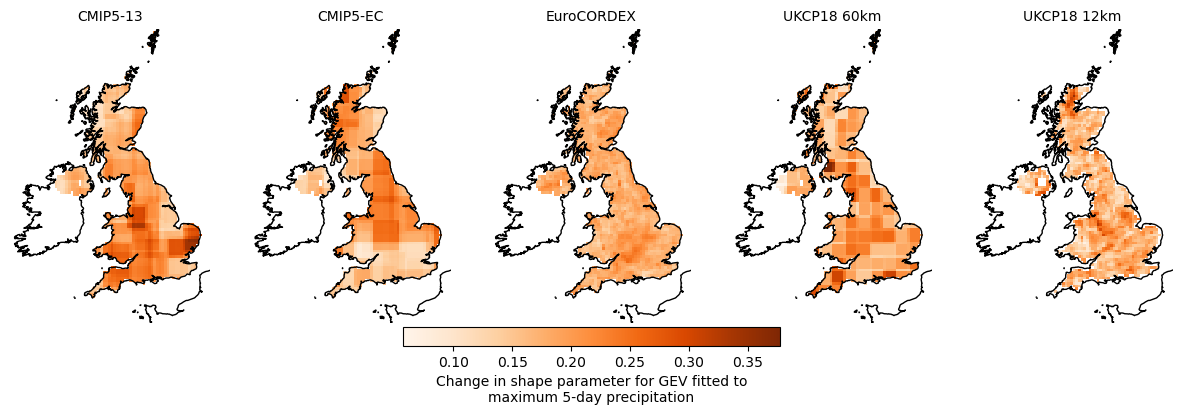 CMIP5-13
CMIP5-EC
EuroCORDEX
UKCP18 60km
UKCP18 12km
0.10 0.15 0.20 0.25 0.30 0.35
Change in shape parameter for GEV fitted to
maximum 5-day precipitation